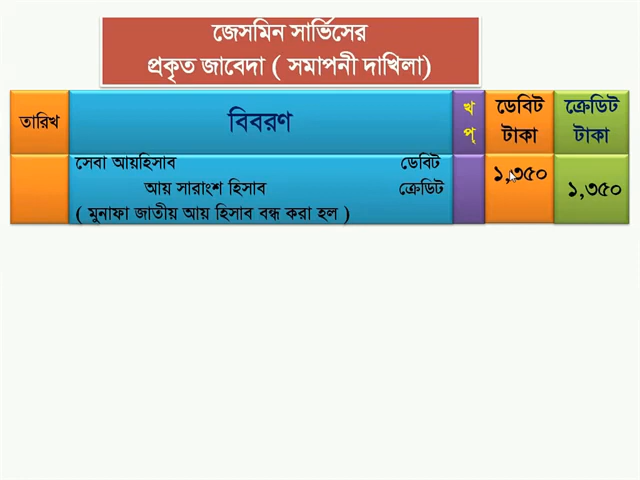 জেসমিন সার্ভিসের
প্রকৃত জাবেদা ( সমাপনী দাখিলা)
তারিখ বিবরণ খ প্ ডেবিট টাকা ক্রেডিট টাকা
সেবা আয়হিসাব ডেবিট ১,৩৫০
আয় সারাংশ হিসাব ক্রেডিট ১,৩৫০
( মুনাফা জাতীয় আয় হিসাব বন্ধ করা হল )